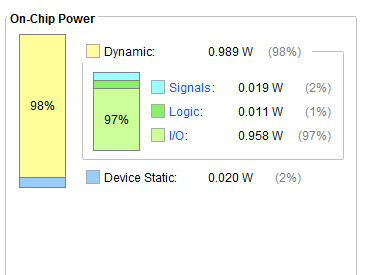 On-Chip Power
Dynamic: 0.989 W (98%)
98%
97%
Signals: 0.019 W (2%)
Logic: 0.011 W (1%)
I/O: 0.958 W (97%)
Device Static: 0.020 W (2%)